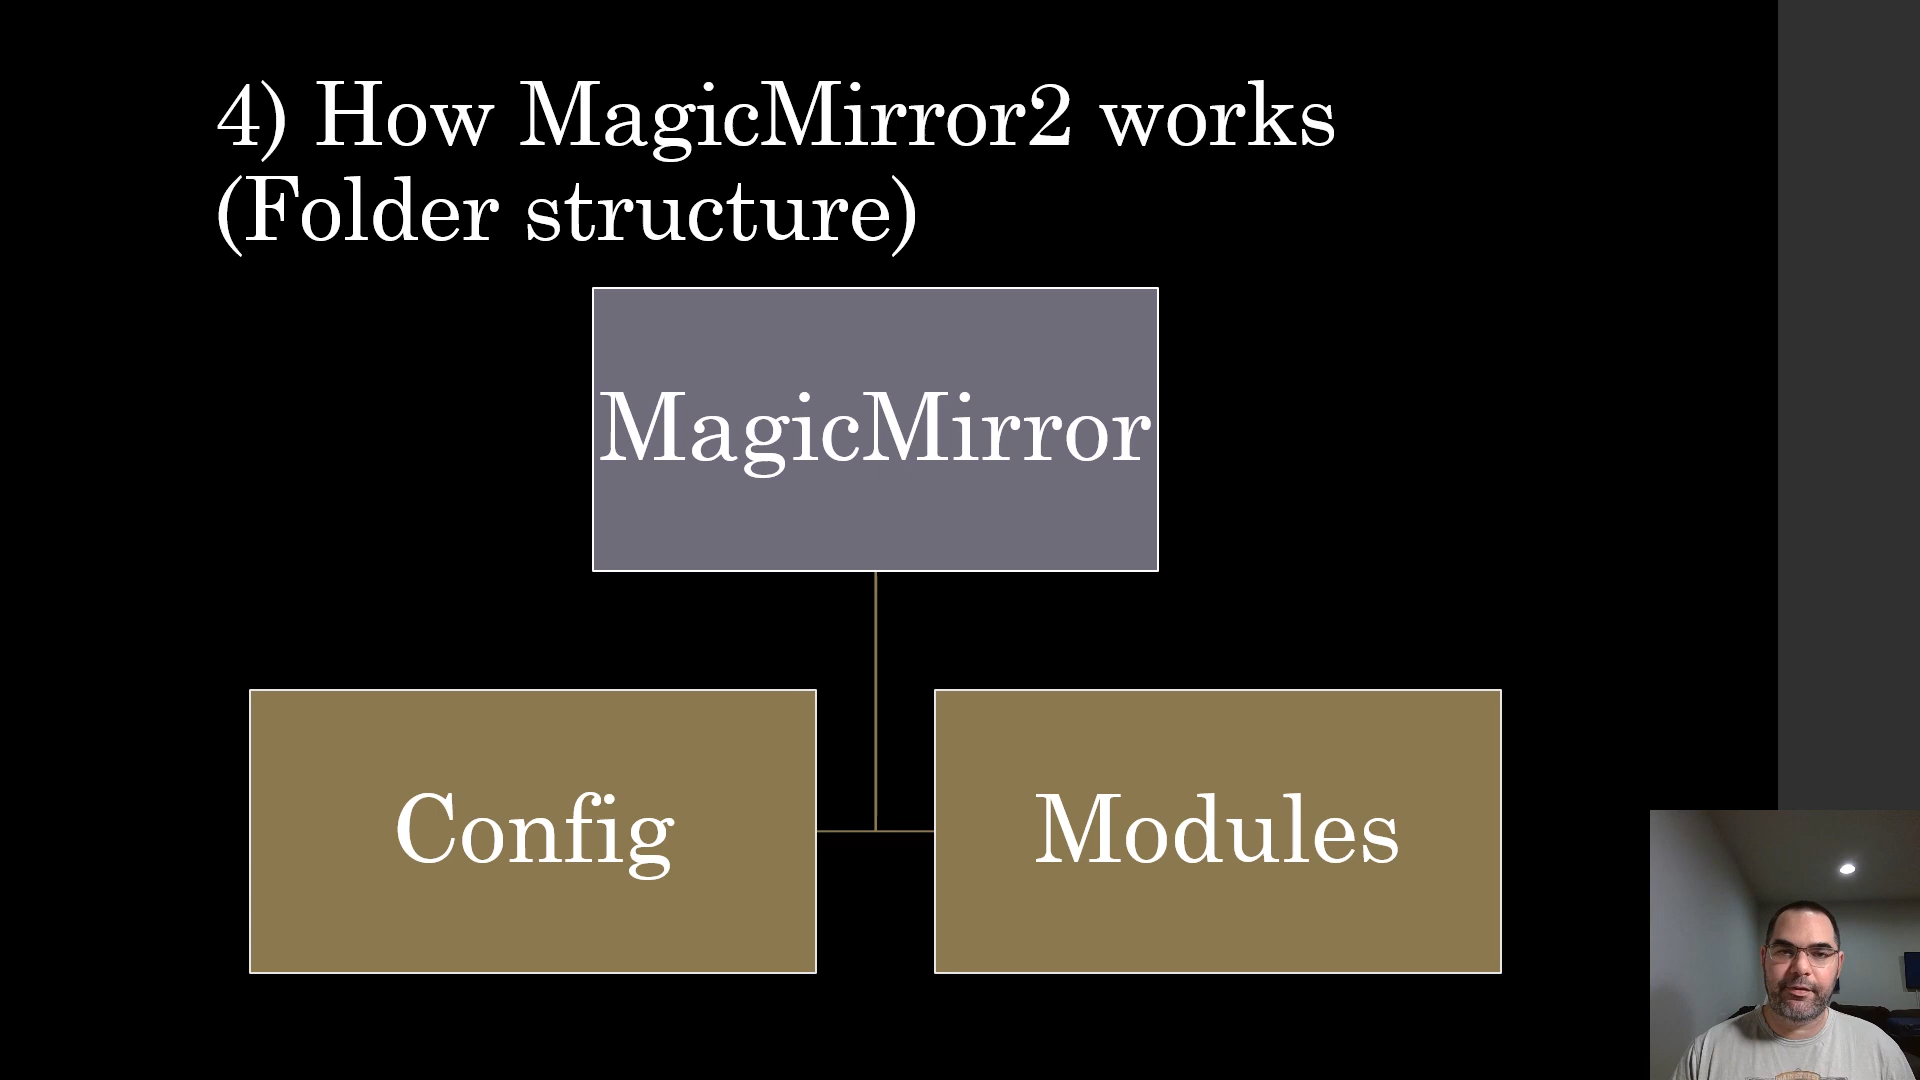 4) How MagicMirror2 works
(Folder structure)
MagicMirror
Config
Modules